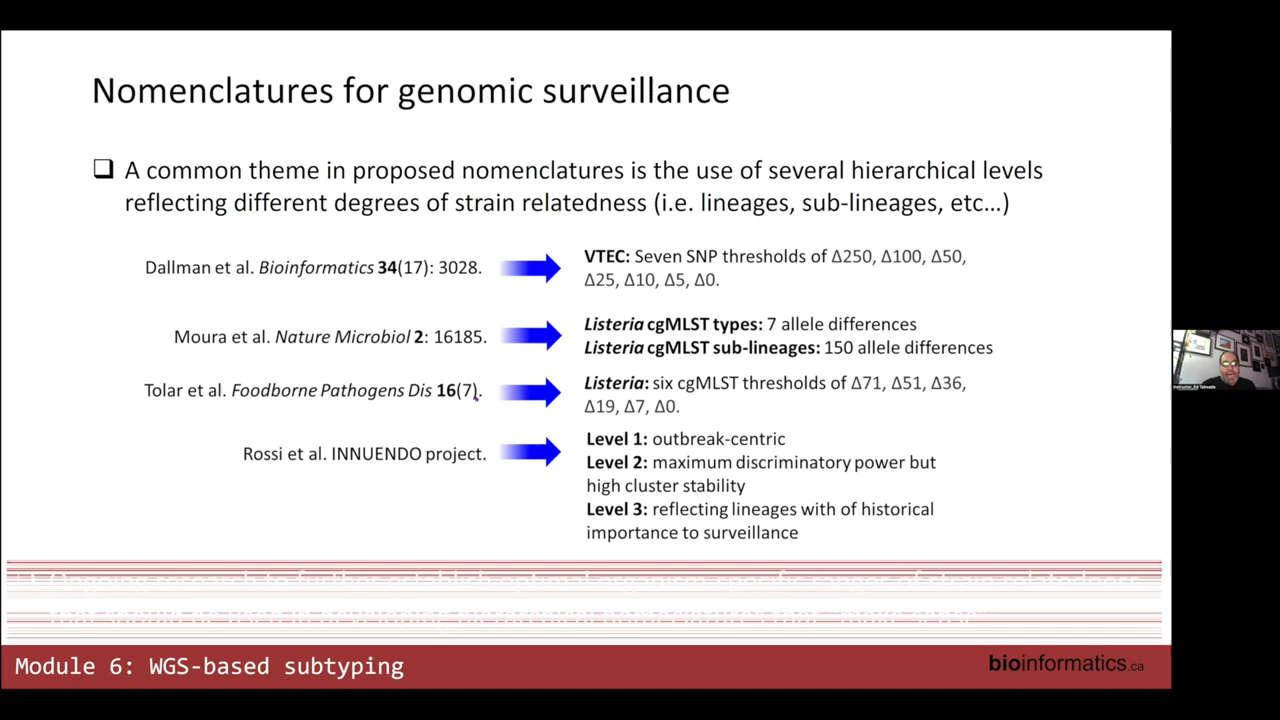 Nomenclatures for genomic surveillance
A common theme in proposed nomenclatures is the use of several hierarchical levels
reflecting different degrees of strain relatedness (i.e. lineages, sub-lineages, etc…)
Dallman et al. Bioinformatics 34(17): 3028.
VTEC: Seven SNP thresholds of Δ250, Δ100, Δ50,
Δ25, Δ10, Δ5, Δ0.
Moura et al. Nature Microbiol 2: 16185.
Listeria cgMLST types: 7 allele differences
Listeria cgMLST sub-lineages: 150 allele differences
Tolar et al. Foodborne Pathogens Dis 16(7).
Listeria: six cgMLST thresholds of Δ71, Δ51, Δ36,
Δ19, Δ7, Δ0.
Rossi et al. INNUENDO project.
Level 1: outbreak-centric
Level 2: maximum discriminatory power but
high cluster stability
Level 3: reflecting lineages with of historical
importance to surveillance
Module 6: WGS-based subtyping
bioinformatics.ca
Instructor_Ed Taboada